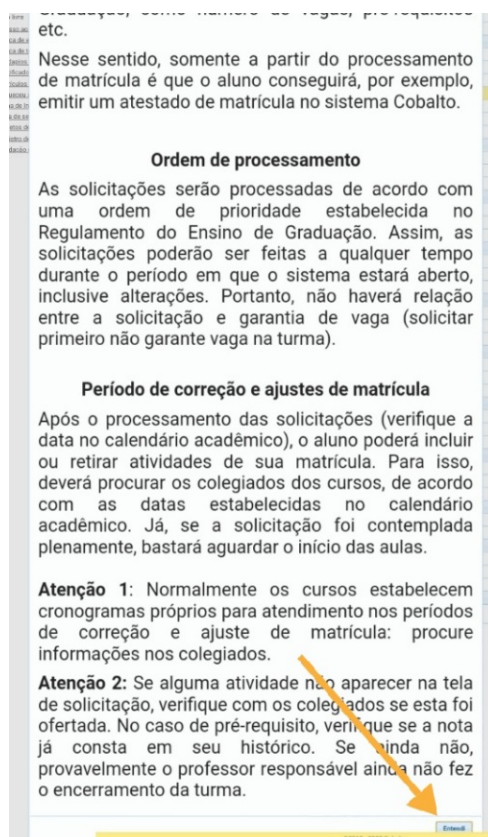 etc.
Nesse sentido, somente a partir do processamento
de matrícula é que o aluno conseguirá, por exemplo,
emitir um atestado de matrícula no sistema Cobalto.
Ordem de processamento
As solicitações serão processadas de acordo com
uma ordem de prioridade estabelecida no
Regulamento do Ensino de Graduação. Assim, as
solicitações poderão ser feitas a qualquer tempo
durante o período em que o sistema estará aberto,
inclusive alterações. Portanto, não haverá relação
entre a solicitação e garantia de vaga (solicitar
primeiro não garante vaga na turma).
Período de correção e ajustes de matrícula
Após o processamento das solicitações (verifique a
data no calendário acadêmico), o aluno poderá incluir
ou retirar atividades de sua matrícula. Para isso,
deverá procurar os colegiados dos cursos, de acordo
com as datas estabelecidas no calendário
acadêmico. Já, se a solicitação foi contemplada
plenamente, bastará aguardar o início das aulas.
Atenção 1: Normalmente os cursos estabelecem
cronogramas próprios para atendimento nos períodos
de correção e ajuste de matrícula: procure
informações nos colegiados.
Atenção 2: Se alguma atividade não aparecer na tela
de solicitação, verifique com os colegiados se esta foi
ofertada. No caso de pré-requisito, verifique se a nota
já consta em seu histórico. Se ainda não,
provavelmente o professor responsável ainda não fez
o encerramento da turma.
Entendi